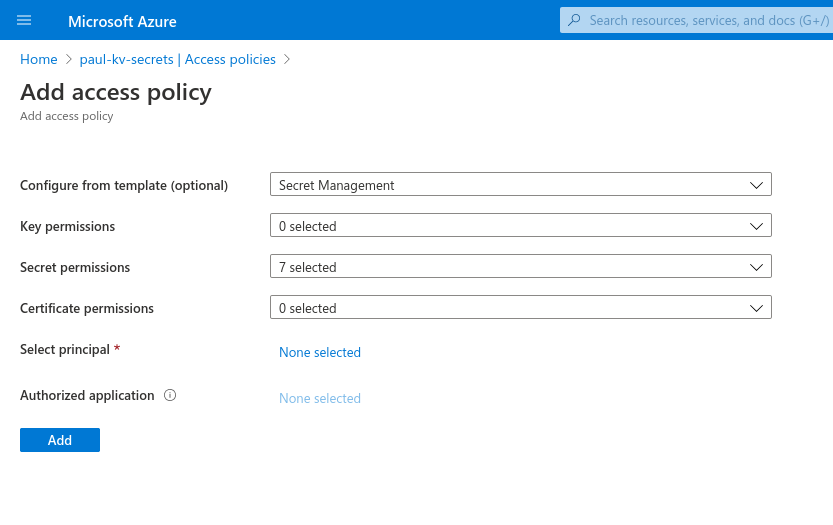 Microsoft Azure
Search resources, services, and docs (G+/)
Home > paul-kv-secrets | Access policies >
Add access policy
Add access policy
Configure from template (optional) Secret Management
Key permissions 0 selected
Secret permissions 7 selected
Certificate permissions 0 selected
Select principal * None selected
Authorized application None selected
Add